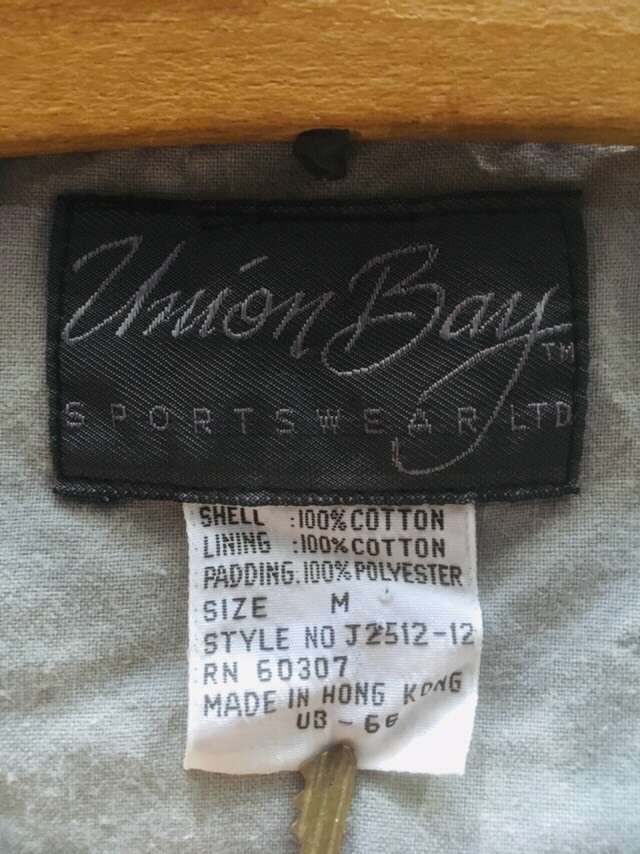 Union Bay TM
SPORTSWEAR LTD
SHELL :100% COTTON
LINING :100% COTTON
PADDING:100% POLYESTER
SIZE M
STYLE NO J2512-12
RN 60307
MADE IN HONG KONG
UB - 66